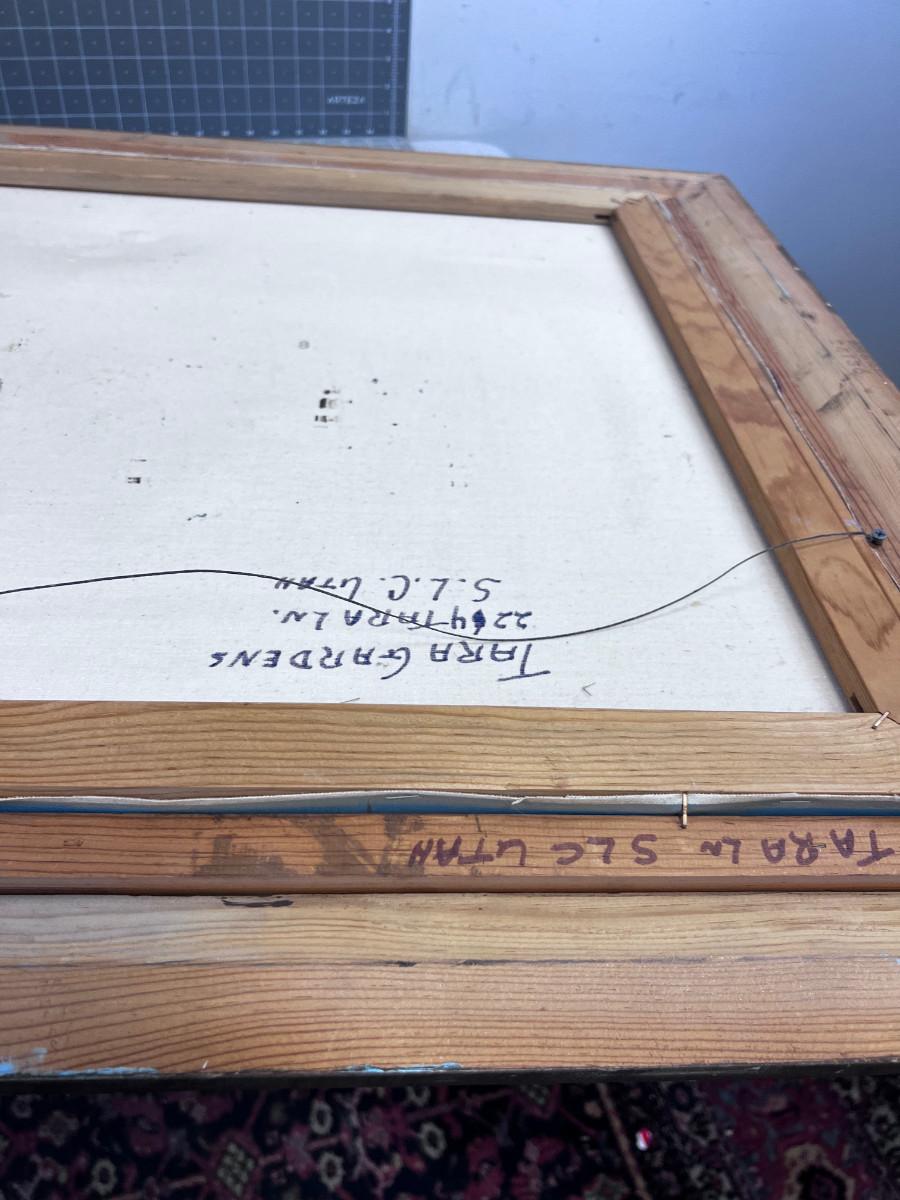 TARA GARDENS
2264 TARA LN.
S.L.C. UTAH
TARA LN SLC UTAH